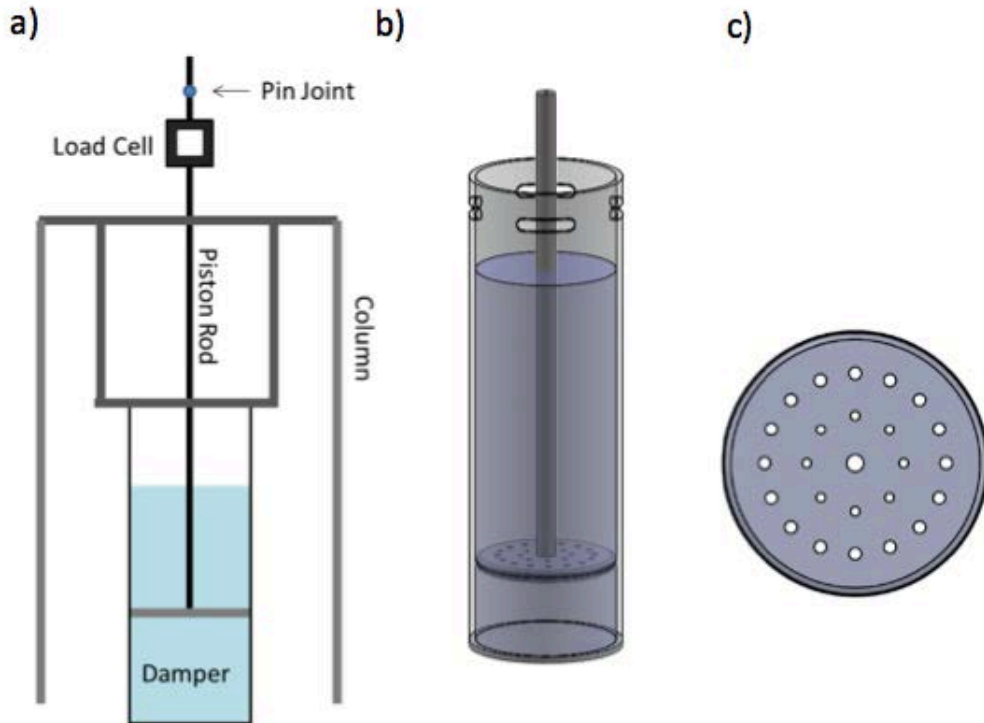 a)
b)
c)
Pin Joint
Load Cell
Piston Rod
Column
Damper